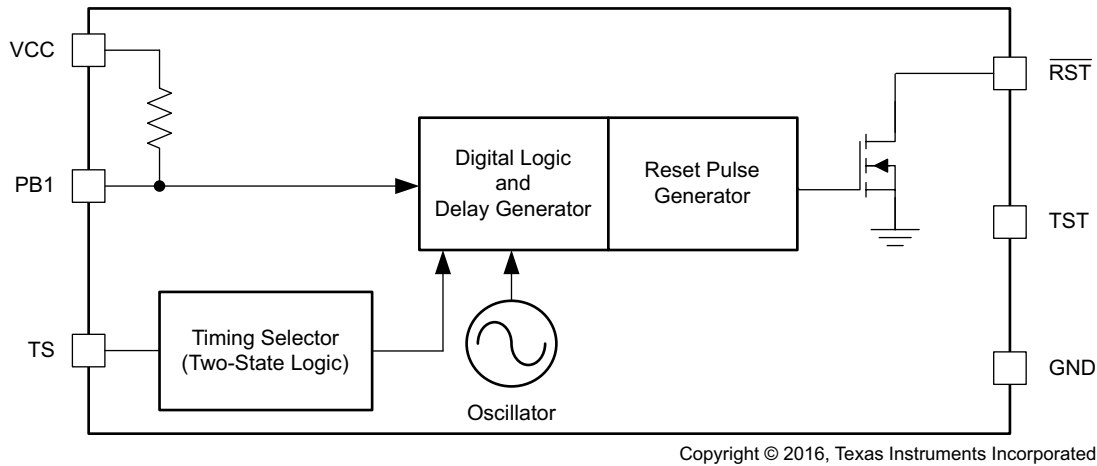 VCC
PB1
TS
Digital Logic
and
Delay Generator
Reset Pulse
Generator
Timing Selector
(Two-State Logic)
Oscillator
RST
TST
GND
Copyright © 2016, Texas Instruments Incorporated